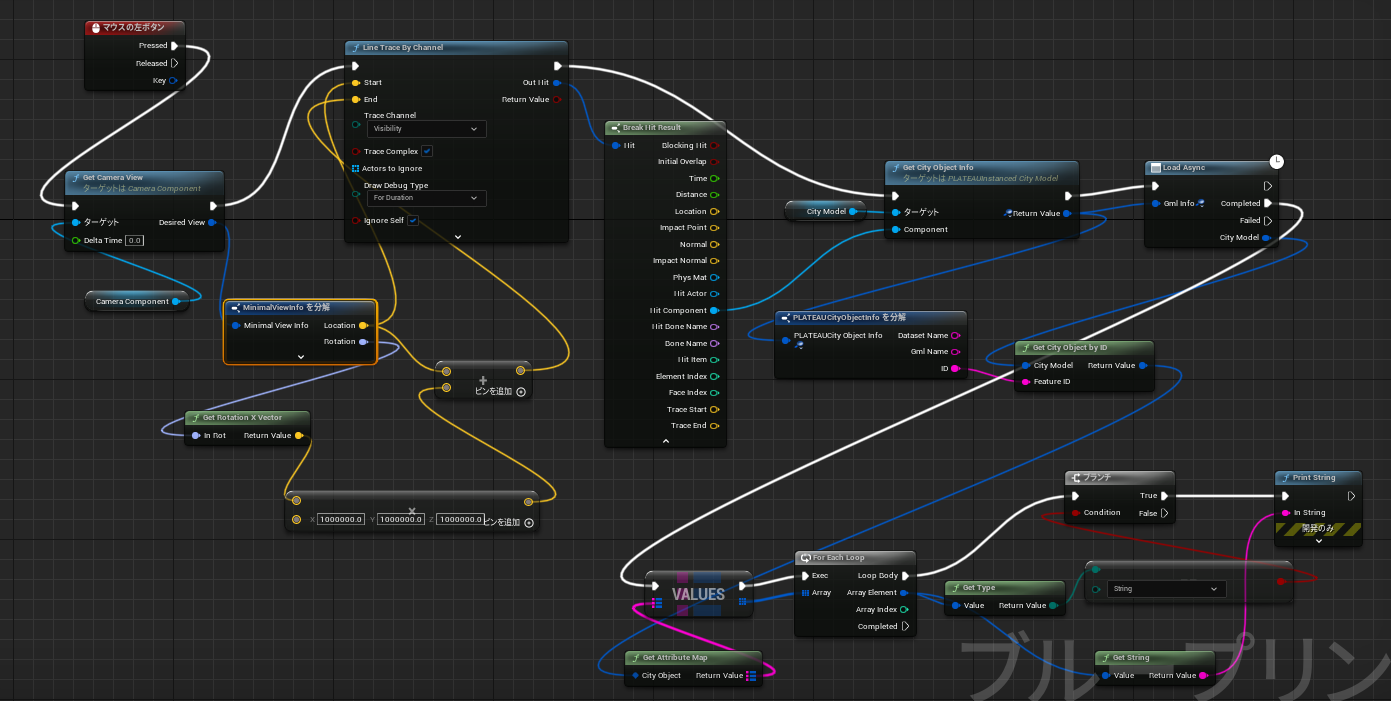 マウスの左ボタン
Pressed
Released
Key
Get Camera View
ターゲットは Camera Component
ターゲット
Desired View
Delta Time
0.0
Camera Component
Line Trace By Channel
Start
Out Hit
End
Return Value
Trace Channel
Visibility
Trace Complex
Actors to Ignore
Draw Debug Type
For Duration
Ignore Self
MinimalViewInfo を分解
Minimal View Info
Location
Rotation
Get Rotation X Vector
In Rot
Return Value
ピンを追加
X 1000000.0 Y 1000000.0 Z 1000000.0
ピンを追加
Break Hit Result
Hit
Blocking Hit
Initial Overlap
Time
Distance
Location
Impact Point
Normal
Impact Normal
Phys Mat
Hit Actor
Hit Component
Hit Bone Name
Bone Name
Hit Item
Element Index
Face Index
Trace Start
Trace End
City Model
Get City Object Info
ターゲットは PLATEAUInstanced City Model
ターゲット
Return Value
Component
Load Async
Completed
Gml Info
Failed
City Model
PLATEAUCityObjectInfo を分解
PLATEAUCity Object Info
Dataset Name
Gml Name
ID
Get City Object by ID
City Model
Return Value
Feature ID
VALUES
Get Attribute Map
City Object
Return Value
For Each Loop
Exec
Loop Body
Array
Array Element
Array Index
Completed
Get Type
Value
Return Value
String
ブランチ
True
Condition
False
Print String
In String
開発のみ
Get String
Value
Return Value
ブループリン